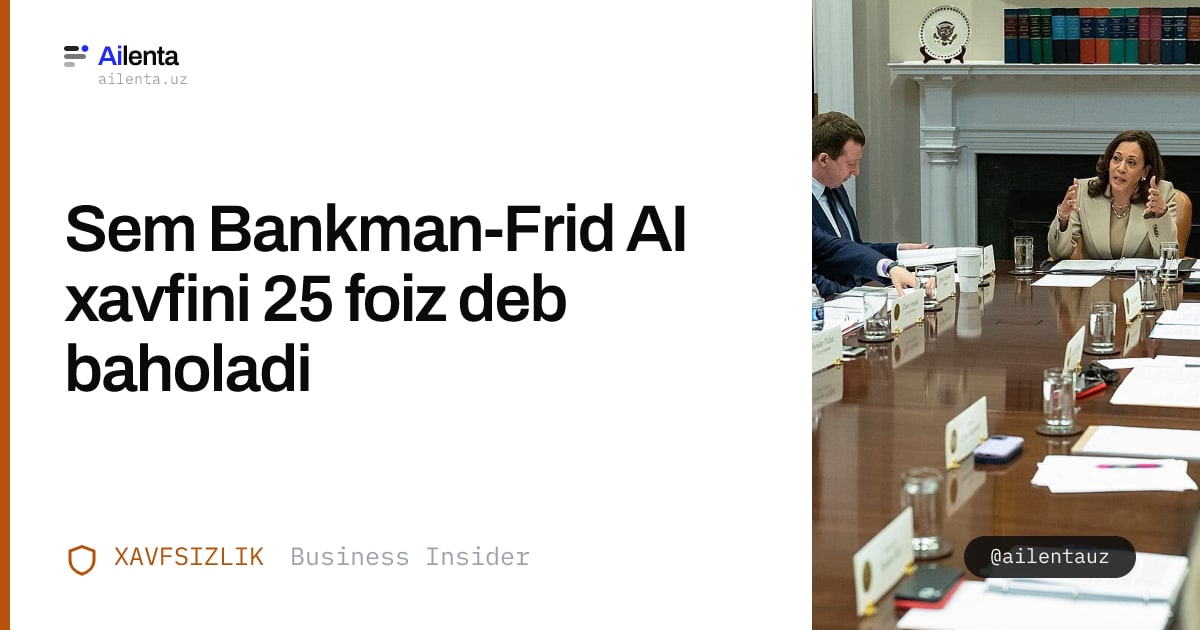 Ailenta
ailenta.uz
Sem Bankman-Frid AI
xavfini 25 foiz deb
baholadi
XAVFSIZLIK Business Insider
@ailentauz